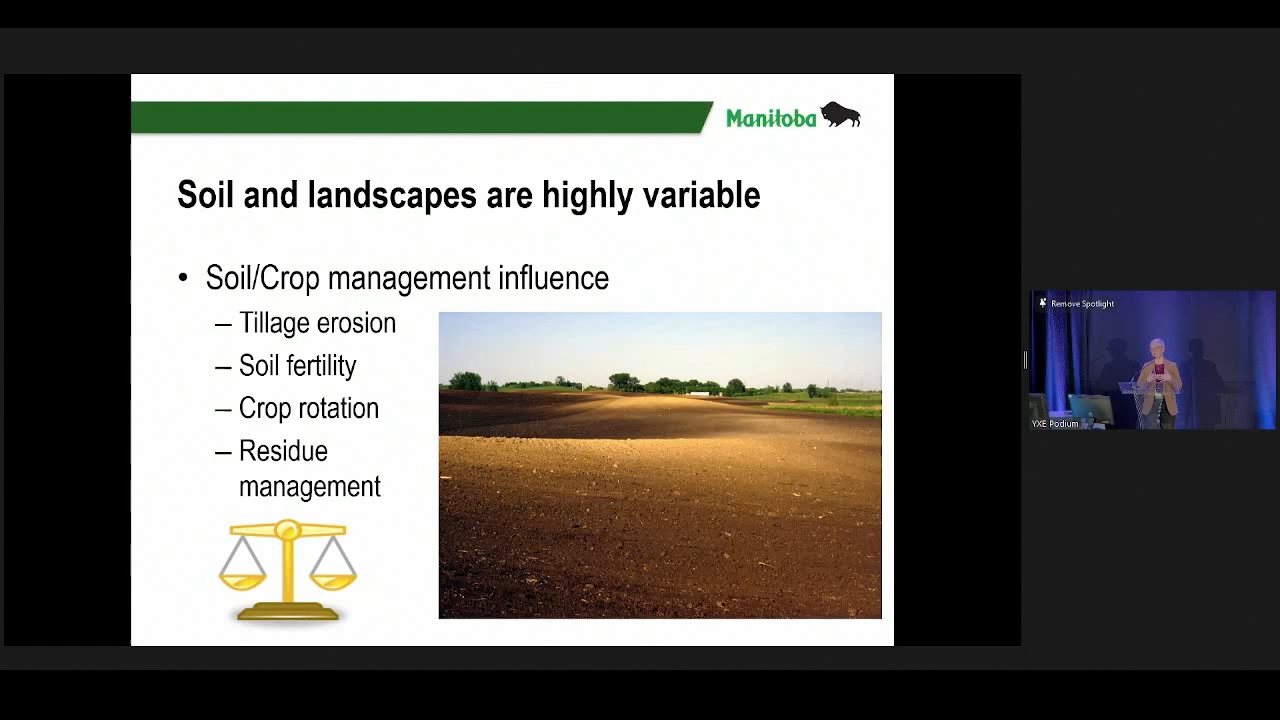 Manitoba
Soil and landscapes are highly variable
• Soil/Crop management influence
– Tillage erosion
– Soil fertility
– Crop rotation
– Residue
management
Remove Spotlight
YXE Podium